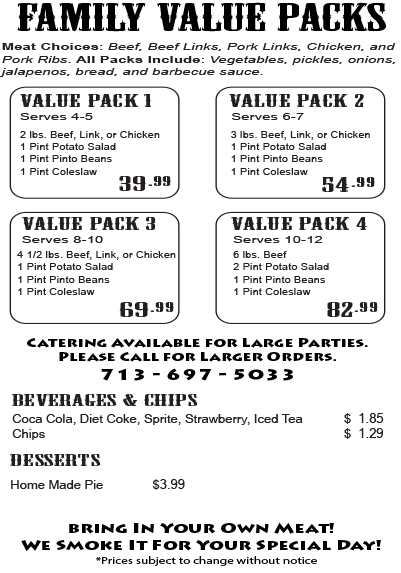 FAMILY VALUE PACKS
Meat Choices: Beef, Beef Links, Pork Links, Chicken, and
Pork Ribs. All Packs Include: Vegetables, pickles, onions,
jalapenos, bread, and barbecue sauce.
VALUE PACK 1
Serves 4-5
2 lbs. Beef, Link, or Chicken
1 Pint Potato Salad
1 Pint Pinto Beans
1 Pint Coleslaw
39.99
VALUE PACK 2
Serves 6-7
3 lbs. Beef, Link, or Chicken
1 Pint Potato Salad
1 Pint Pinto Beans
1 Pint Coleslaw
54.99
VALUE PACK 3
Serves 8-10
4 1/2 lbs. Beef, Link, or Chicken
1 Pint Potato Salad
1 Pint Pinto Beans
1 Pint Coleslaw
69.99
VALUE PACK 4
Serves 10-12
6 lbs. Beef
2 Pint Potato Salad
1 Pint Pinto Beans
1 Pint Coleslaw
82.99
CATERING AVAILABLE FOR LARGE PARTIES.
PLEASE CALL FOR LARGER ORDERS.
713-697-5033
BEVERAGES & CHIPS
Coca Cola, Diet Coke, Sprite, Strawberry, Iced Tea $ 1.85
Chips $ 1.29
DESSERTS
Home Made Pie $3.99
BRING IN YOUR OWN MEAT!
WE SMOKE IT FOR YOUR SPECIAL DAY!
*Prices subject to change without notice